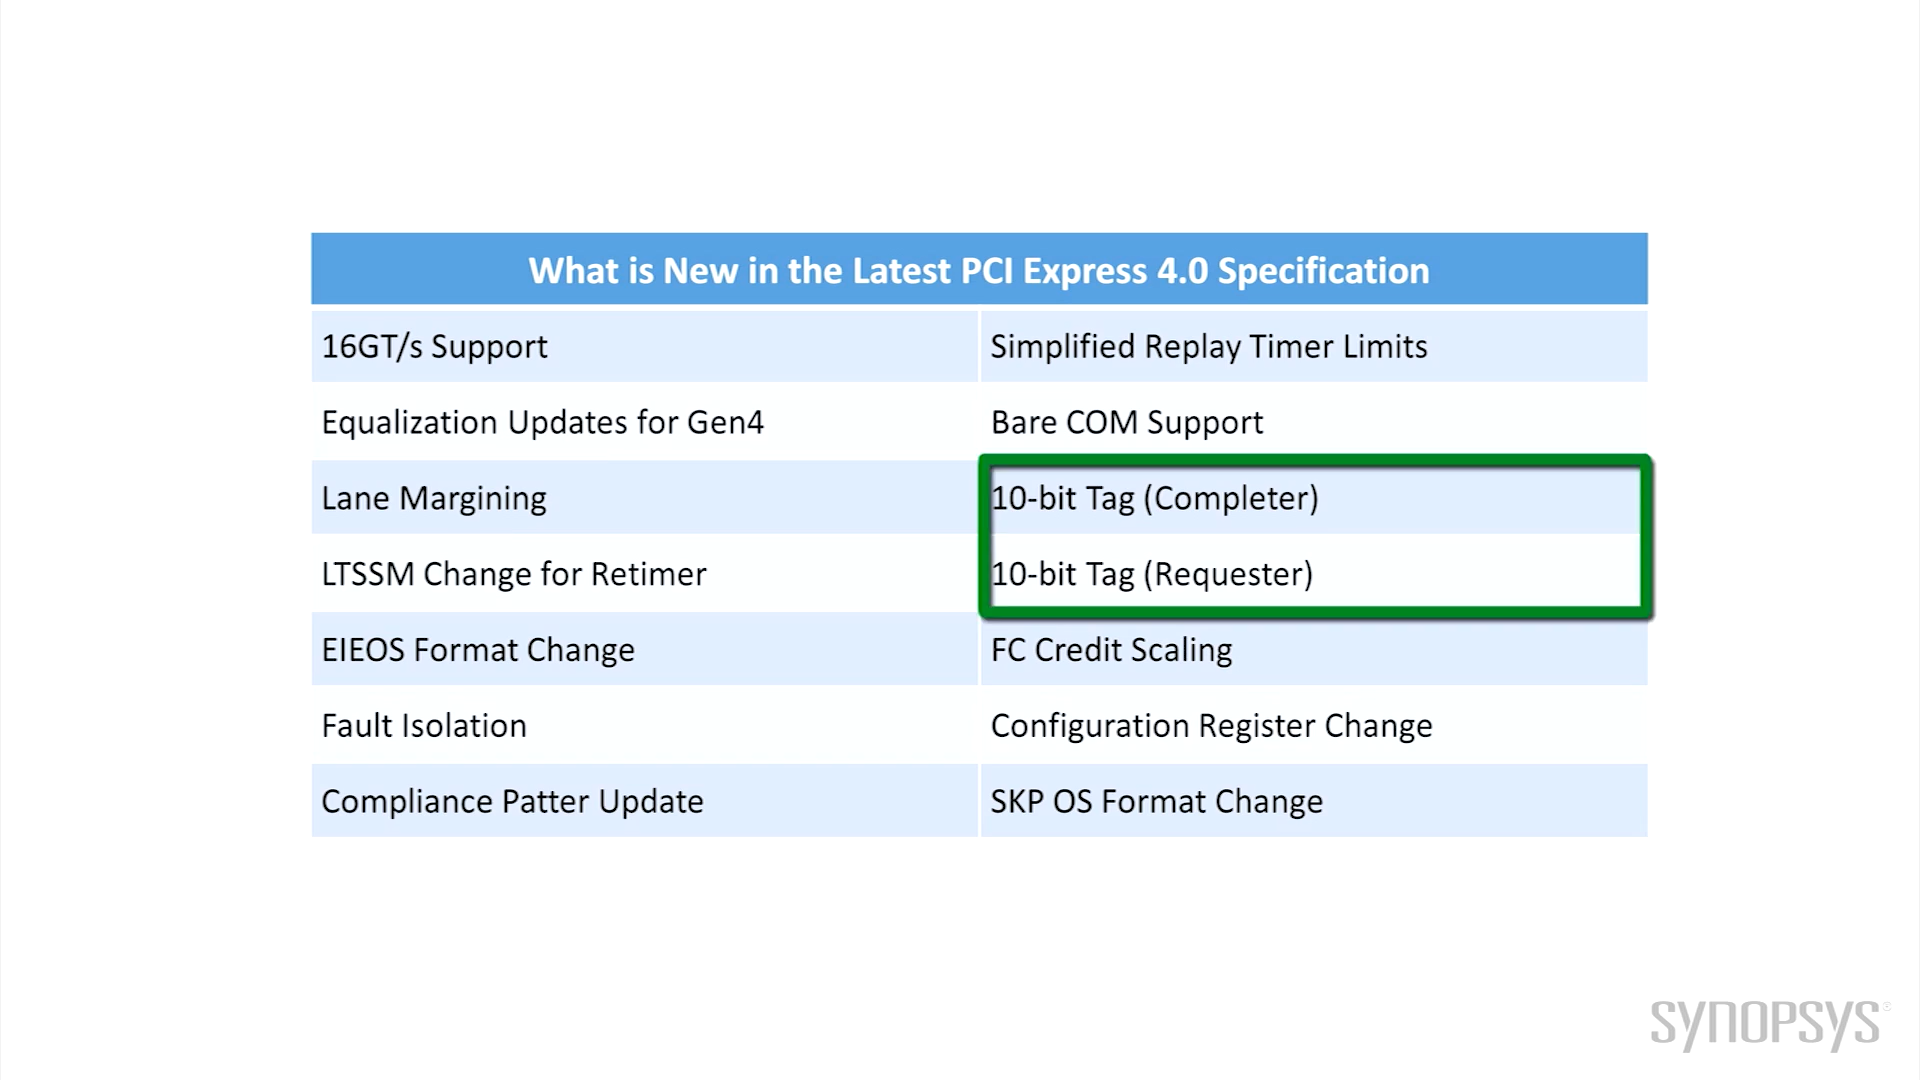 What is New in the Latest PCI Express 4.0 Specification
16GT/s Support
Simplified Replay Timer Limits
Equalization Updates for Gen4
Bare COM Support
Lane Margining
10-bit Tag (Completer)
LTSSM Change for Retimer
10-bit Tag (Requester)
EIEOS Format Change
FC Credit Scaling
Fault Isolation
Configuration Register Change
Compliance Patter Update
SKP OS Format Change
SYNOPSYS®